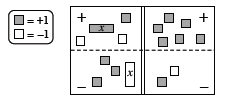 = +1
= −1
+ +
x
x
− −